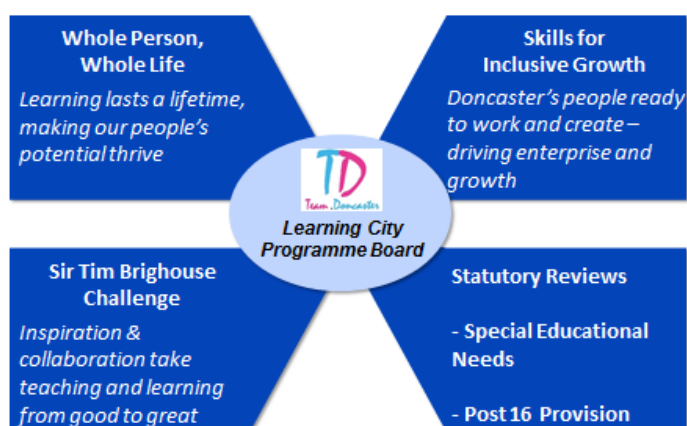 Whole Person,
Whole Life
Learning lasts a lifetime,
making our people's
potential thrive
Skills for
Inclusive Growth
Doncaster's people ready
to work and create –
driving enterprise and
growth
TD
Team.Doncaster
Learning City
Programme Board
Sir Tim Brighouse
Challenge
Inspiration &
collaboration take
teaching and learning
from good to great
Statutory Reviews
- Special Educational
Needs
- Post 16 Provision